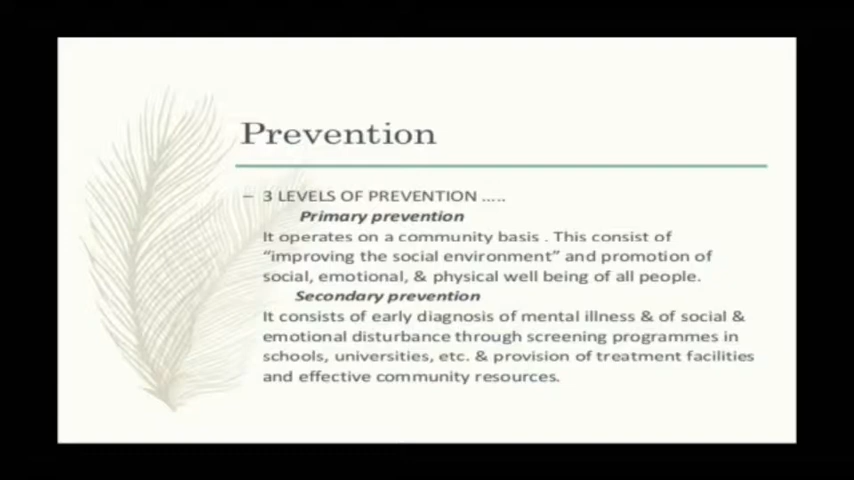 Prevention
– 3 LEVELS OF PREVENTION .....
Primary prevention
It operates on a community basis . This consist of
“improving the social environment” and promotion of
social, emotional, & physical well being of all people.
Secondary prevention
It consists of early diagnosis of mental illness & of social &
emotional disturbance through screening programmes in
schools, universities, etc. & provision of treatment facilities
and effective community resources.